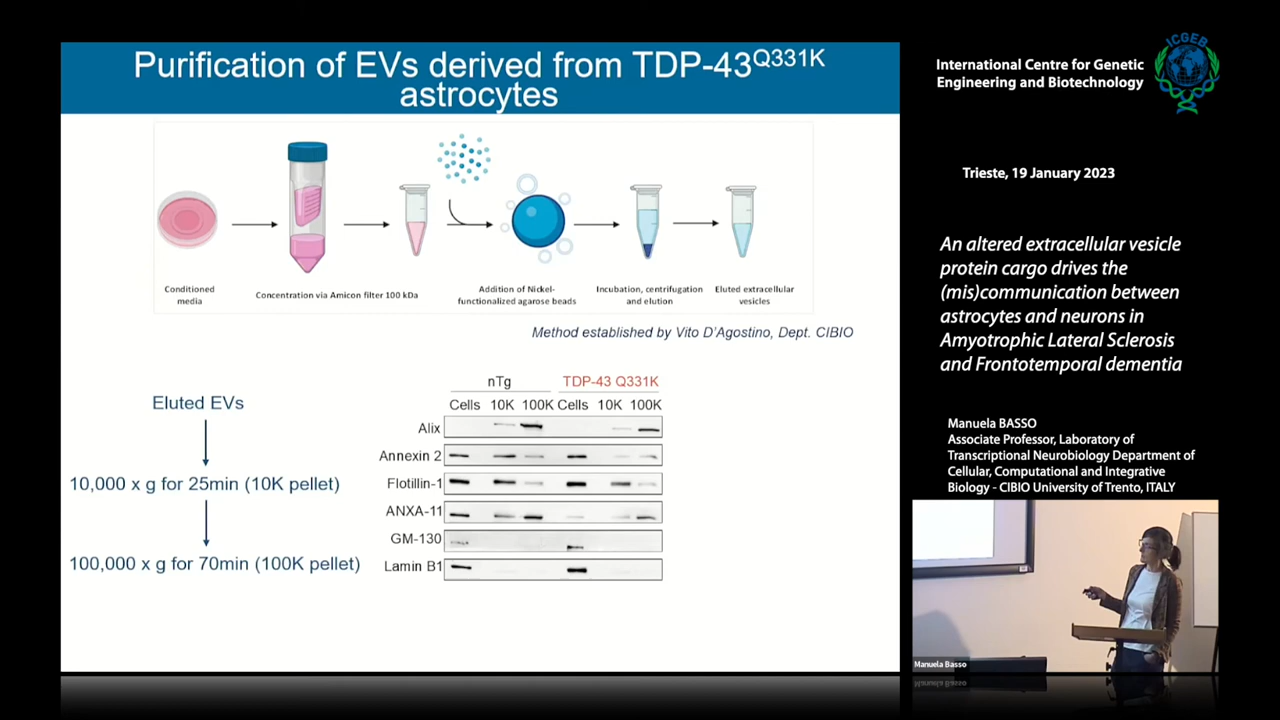 Purification of EVs derived from TDP-43Q331K
astrocytes
Conditioned
media
Concentration via Amicon filter 100 kDa
Addition of Nickel-
functionalized agarose beads
Incubation, centrifugation
and elution
Eluted extracellular
vesicles
Method established by Vito D'Agostino, Dept. CIBIO
Eluted EVs
10,000 x g for 25min (10K pellet)
100,000 x g for 70min (100K pellet)
nTg TDP-43 Q331K
Cells 10K 100K Cells 10K 100K
Alix
Annexin 2
Flotillin-1
ANXA-11
GM-130
Lamin B1
International Centre for Genetic
Engineering and Biotechnology
ICGEB
Trieste, 19 January 2023
An altered extracellular vesicle
protein cargo drives the
(mis)communication between
astrocytes and neurons in
Amyotrophic Lateral Sclerosis
and Frontotemporal dementia
Manuela BASSO
Associate Professor, Laboratory of
Transcriptional Neurobiology Department of
Cellular, Computational and Integrative
Biology - CIBIO University of Trento, ITALY
Manuela Basso